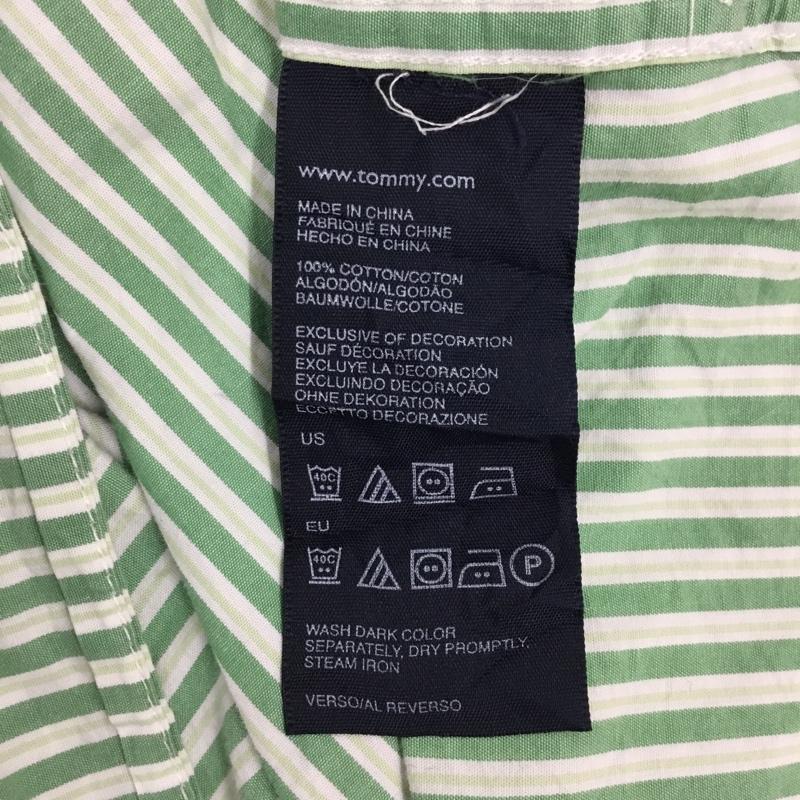 www.tommy.com
MADE IN CHINA
FABRIQUÉ EN CHINE
HECHO EN CHINA
100% COTTON/COTON
ALGODÓN/ALGODÃO
BAUMWOLLE/COTONE
EXCLUSIVE OF DECORATION
SAUF DÉCORATION
EXCLUYE LA DECORACIÓN
EXCLUINDO DECORAÇÃO
OHNE DEKORATION
ECCETTO DECORAZIONE
US
40C
EU
40C
P
WASH DARK COLOR
SEPARATELY, DRY PROMPTLY.
STEAM IRON
VERSO/AL REVERSO